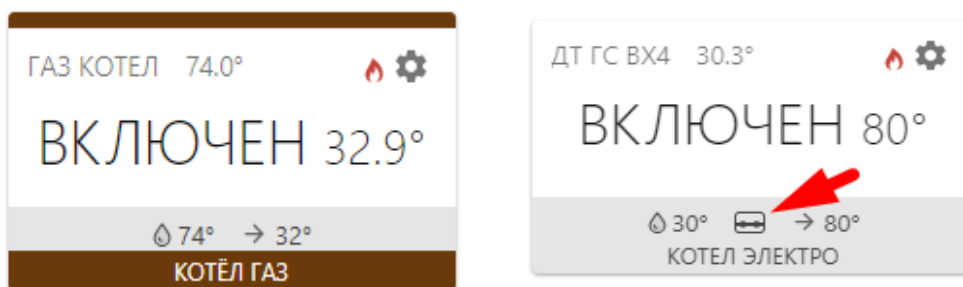 ГАЗ КОТЕЛ 74.0°
ВКЛЮЧЕН 32.9°
74° → 32°
КОТЁЛ ГАЗ
ДТ ГС ВХ4 30.3°
ВКЛЮЧЕН 80°
30° → 80°
КОТЕЛ ЭЛЕКТРО